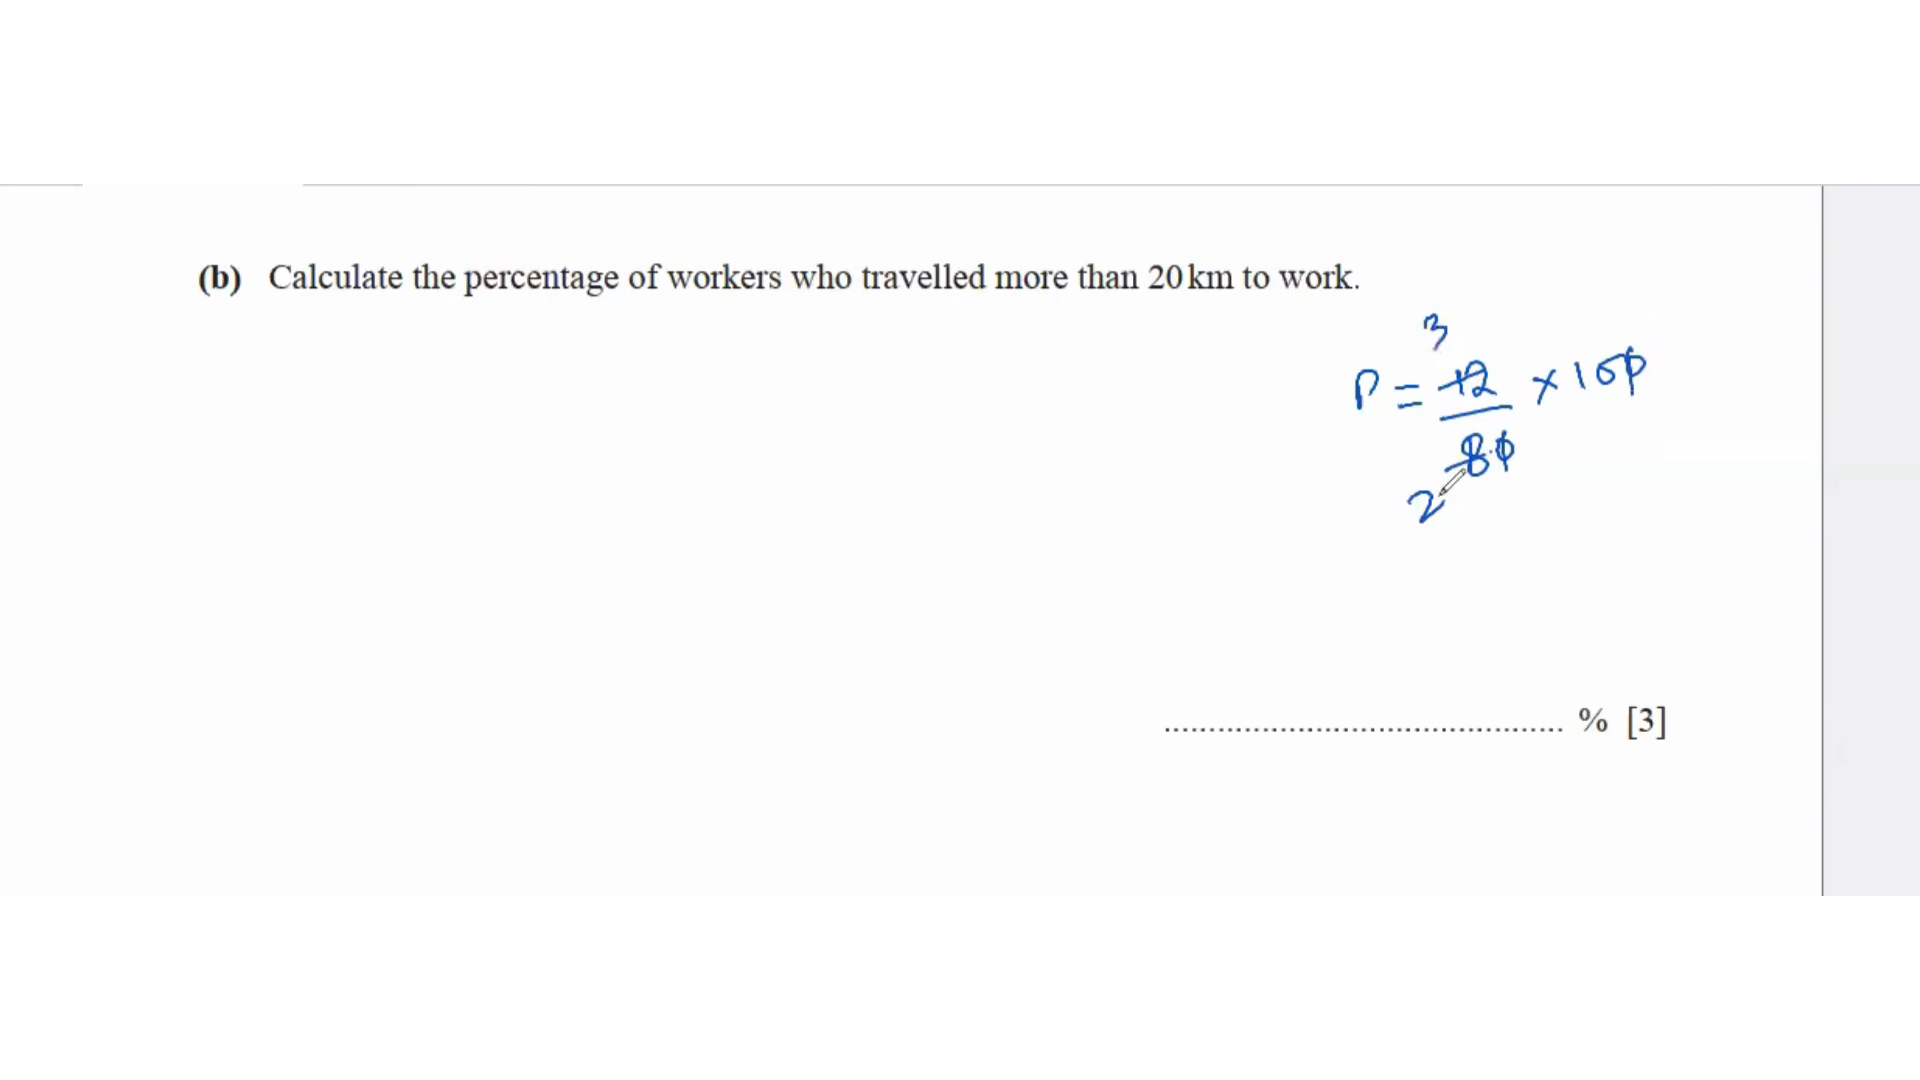 (b) Calculate the percentage of workers who travelled more than 20 km to work.
3
P = 12 × 100
80
2
........................................... % [3]